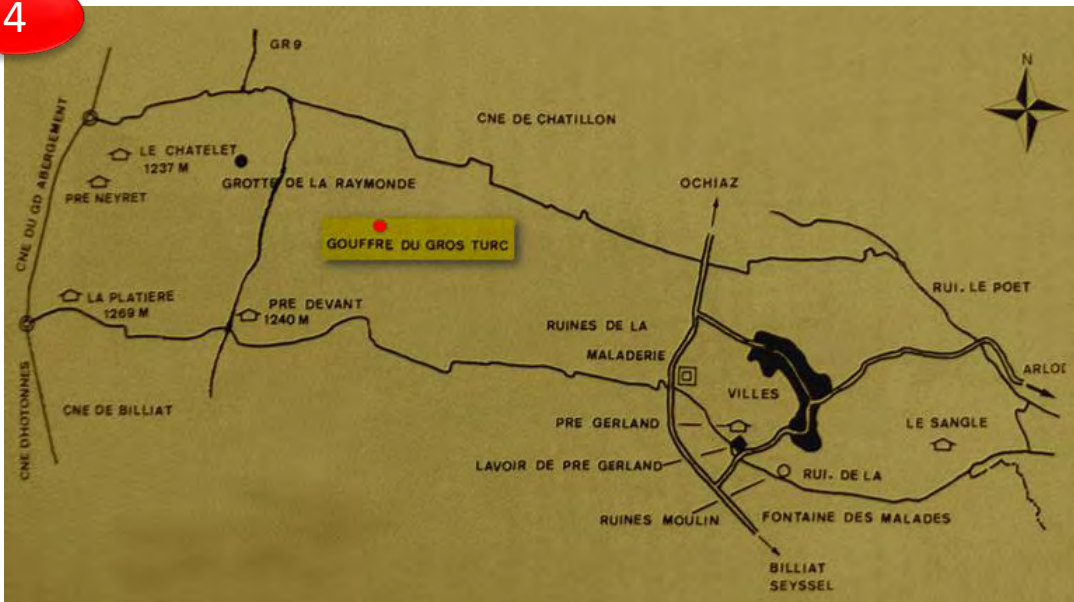 4
GR9
N
CNE DE CHATILLON
CNE DU GD ABERGEMENT
LE CHATELET
1237 M
PRE NEYRET
GROTTE DE LA RAYMONDE
OCHIAZ
GOUFFRE DU GROS TURC
LA PLATIERE
1269 M
PRE DEVANT
1240 M
RUI. LE POET
RUINES DE LA
MALADERIE
ARLOD
VILLES
CNE D'HOTONNES
CNE DE BILLIAT
PRE GERLAND
LE SANGLE
LAVOIR DE PRE GERLAND
RUI. DE LA
FONTAINE DES MALADES
RUINES MOULIN
BILLIAT
SEYSSEL